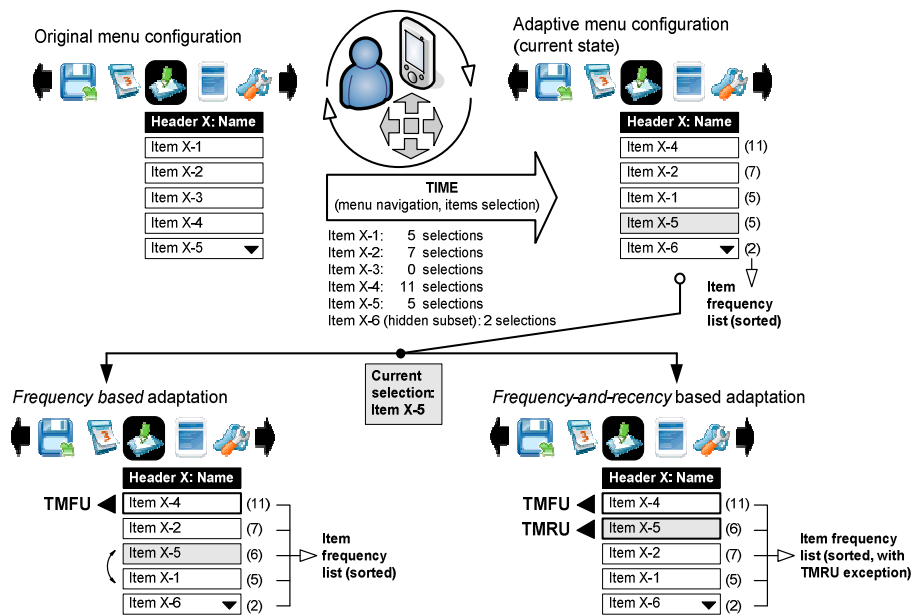 Original menu configuration
Header X: Name
Item X-1
Item X-2
Item X-3
Item X-4
Item X-5
TIME
(menu navigation, items selection)
Item X-1: 5 selections
Item X-2: 7 selections
Item X-3: 0 selections
Item X-4: 11 selections
Item X-5: 5 selections
Item X-6 (hidden subset): 2 selections
Adaptive menu configuration
(current state)
Header X: Name
Item X-4 (11)
Item X-2 (7)
Item X-1 (5)
Item X-5 (5)
Item X-6 (2)
Item
frequency
list (sorted)
Current
selection:
Item X-5
Frequency based adaptation
Header X: Name
TMFU Item X-4 (11)
Item X-2 (7)
Item X-5 (6)
Item X-1 (5)
Item X-6 (2)
Item
frequency
list (sorted)
Frequency-and-recency based adaptation
Header X: Name
TMFU Item X-4 (11)
TMRU Item X-5 (6)
Item X-2 (7)
Item X-1 (5)
Item X-6 (2)
Item frequency
list (sorted, with
TMRU exception)